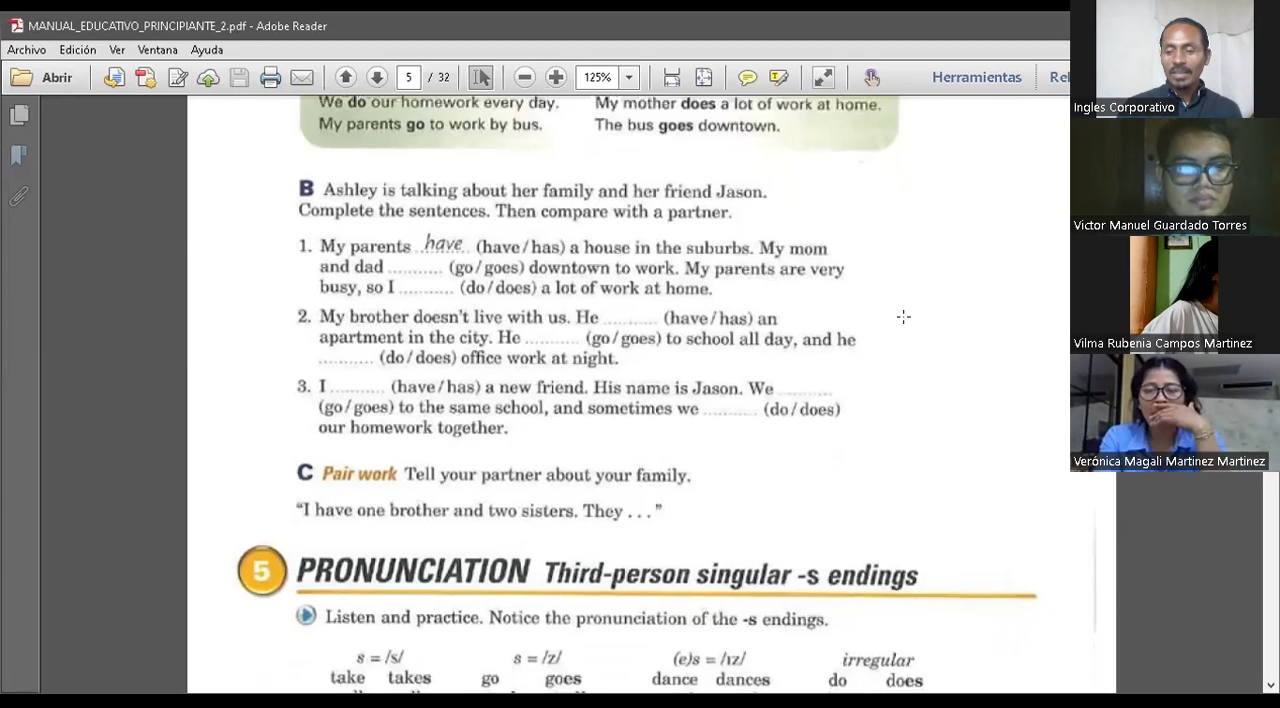 MANUAL_EDUCATIVO_PRINCIPIANTE_2.pdf - Adobe Reader
Archivo Edición Ver Ventana Ayuda
Abrir 5 / 32 125% Herramientas Rel
We do our homework every day. My mother does a lot of work at home.
My parents go to work by bus. The bus goes downtown.
B Ashley is talking about her family and her friend Jason.
Complete the sentences. Then compare with a partner.
1. My parents have (have/has) a house in the suburbs. My mom
and dad .......... (go/goes) downtown to work. My parents are very
busy, so I .......... (do/does) a lot of work at home.
2. My brother doesn't live with us. He .......... (have/has) an
apartment in the city. He .......... (go/goes) to school all day, and he
.......... (do/does) office work at night.
3. I .......... (have/has) a new friend. His name is Jason. We ..........
(go/goes) to the same school, and sometimes we .......... (do/does)
our homework together.
C Pair work Tell your partner about your family.
"I have one brother and two sisters. They . . . "
5 PRONUNCIATION Third-person singular -s endings
Listen and practice. Notice the pronunciation of the -s endings.
s = /s/ s = /z/ (e)s = /ɪz/ irregular
take takes go goes dance dances do does
Ingles Corporativo
Victor Manuel Guardado Torres
Vilma Rubenia Campos Martinez
Verónica Magali Martinez Martinez